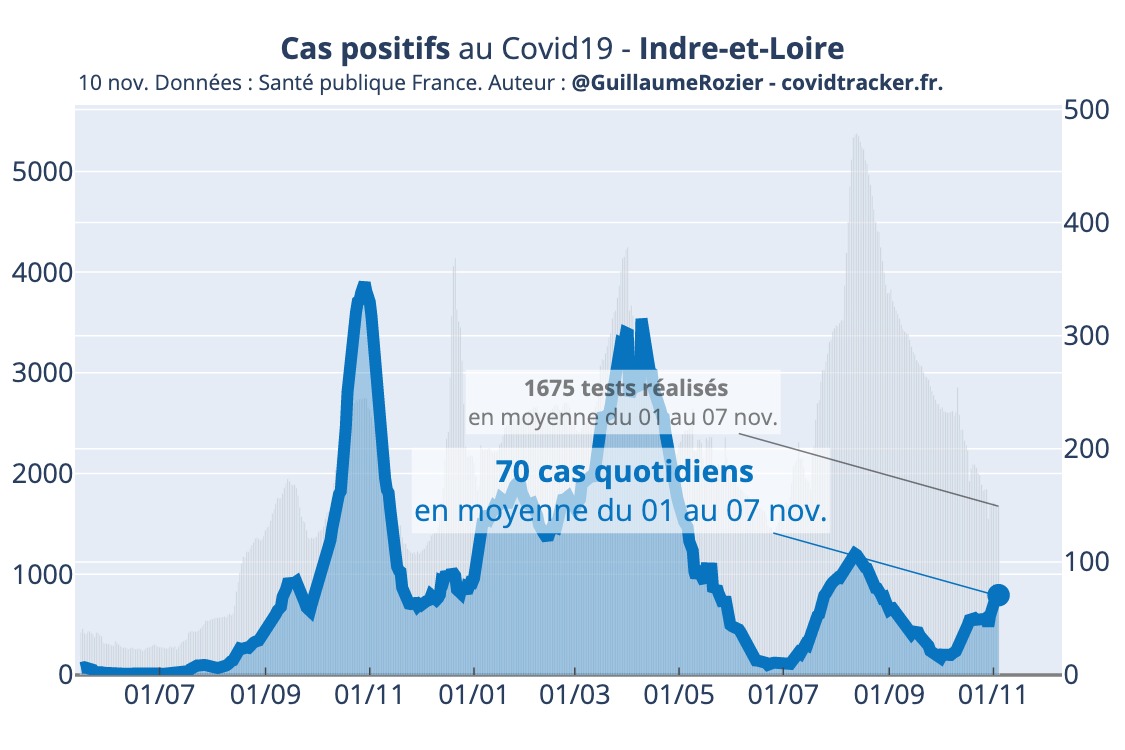 Cas positifs au Covid19 - Indre-et-Loire
10 nov. Données : Santé publique France. Auteur : @GuillaumeRozier - covidtracker.fr.
500
5000
400
4000
300
3000
1675 tests réalisés
en moyenne du 01 au 07 nov.
200
2000
70 cas quotidiens
en moyenne du 01 au 07 nov.
100
1000
0
0
01/07 01/09 01/11 01/01 01/03 01/05 01/07 01/09 01/11